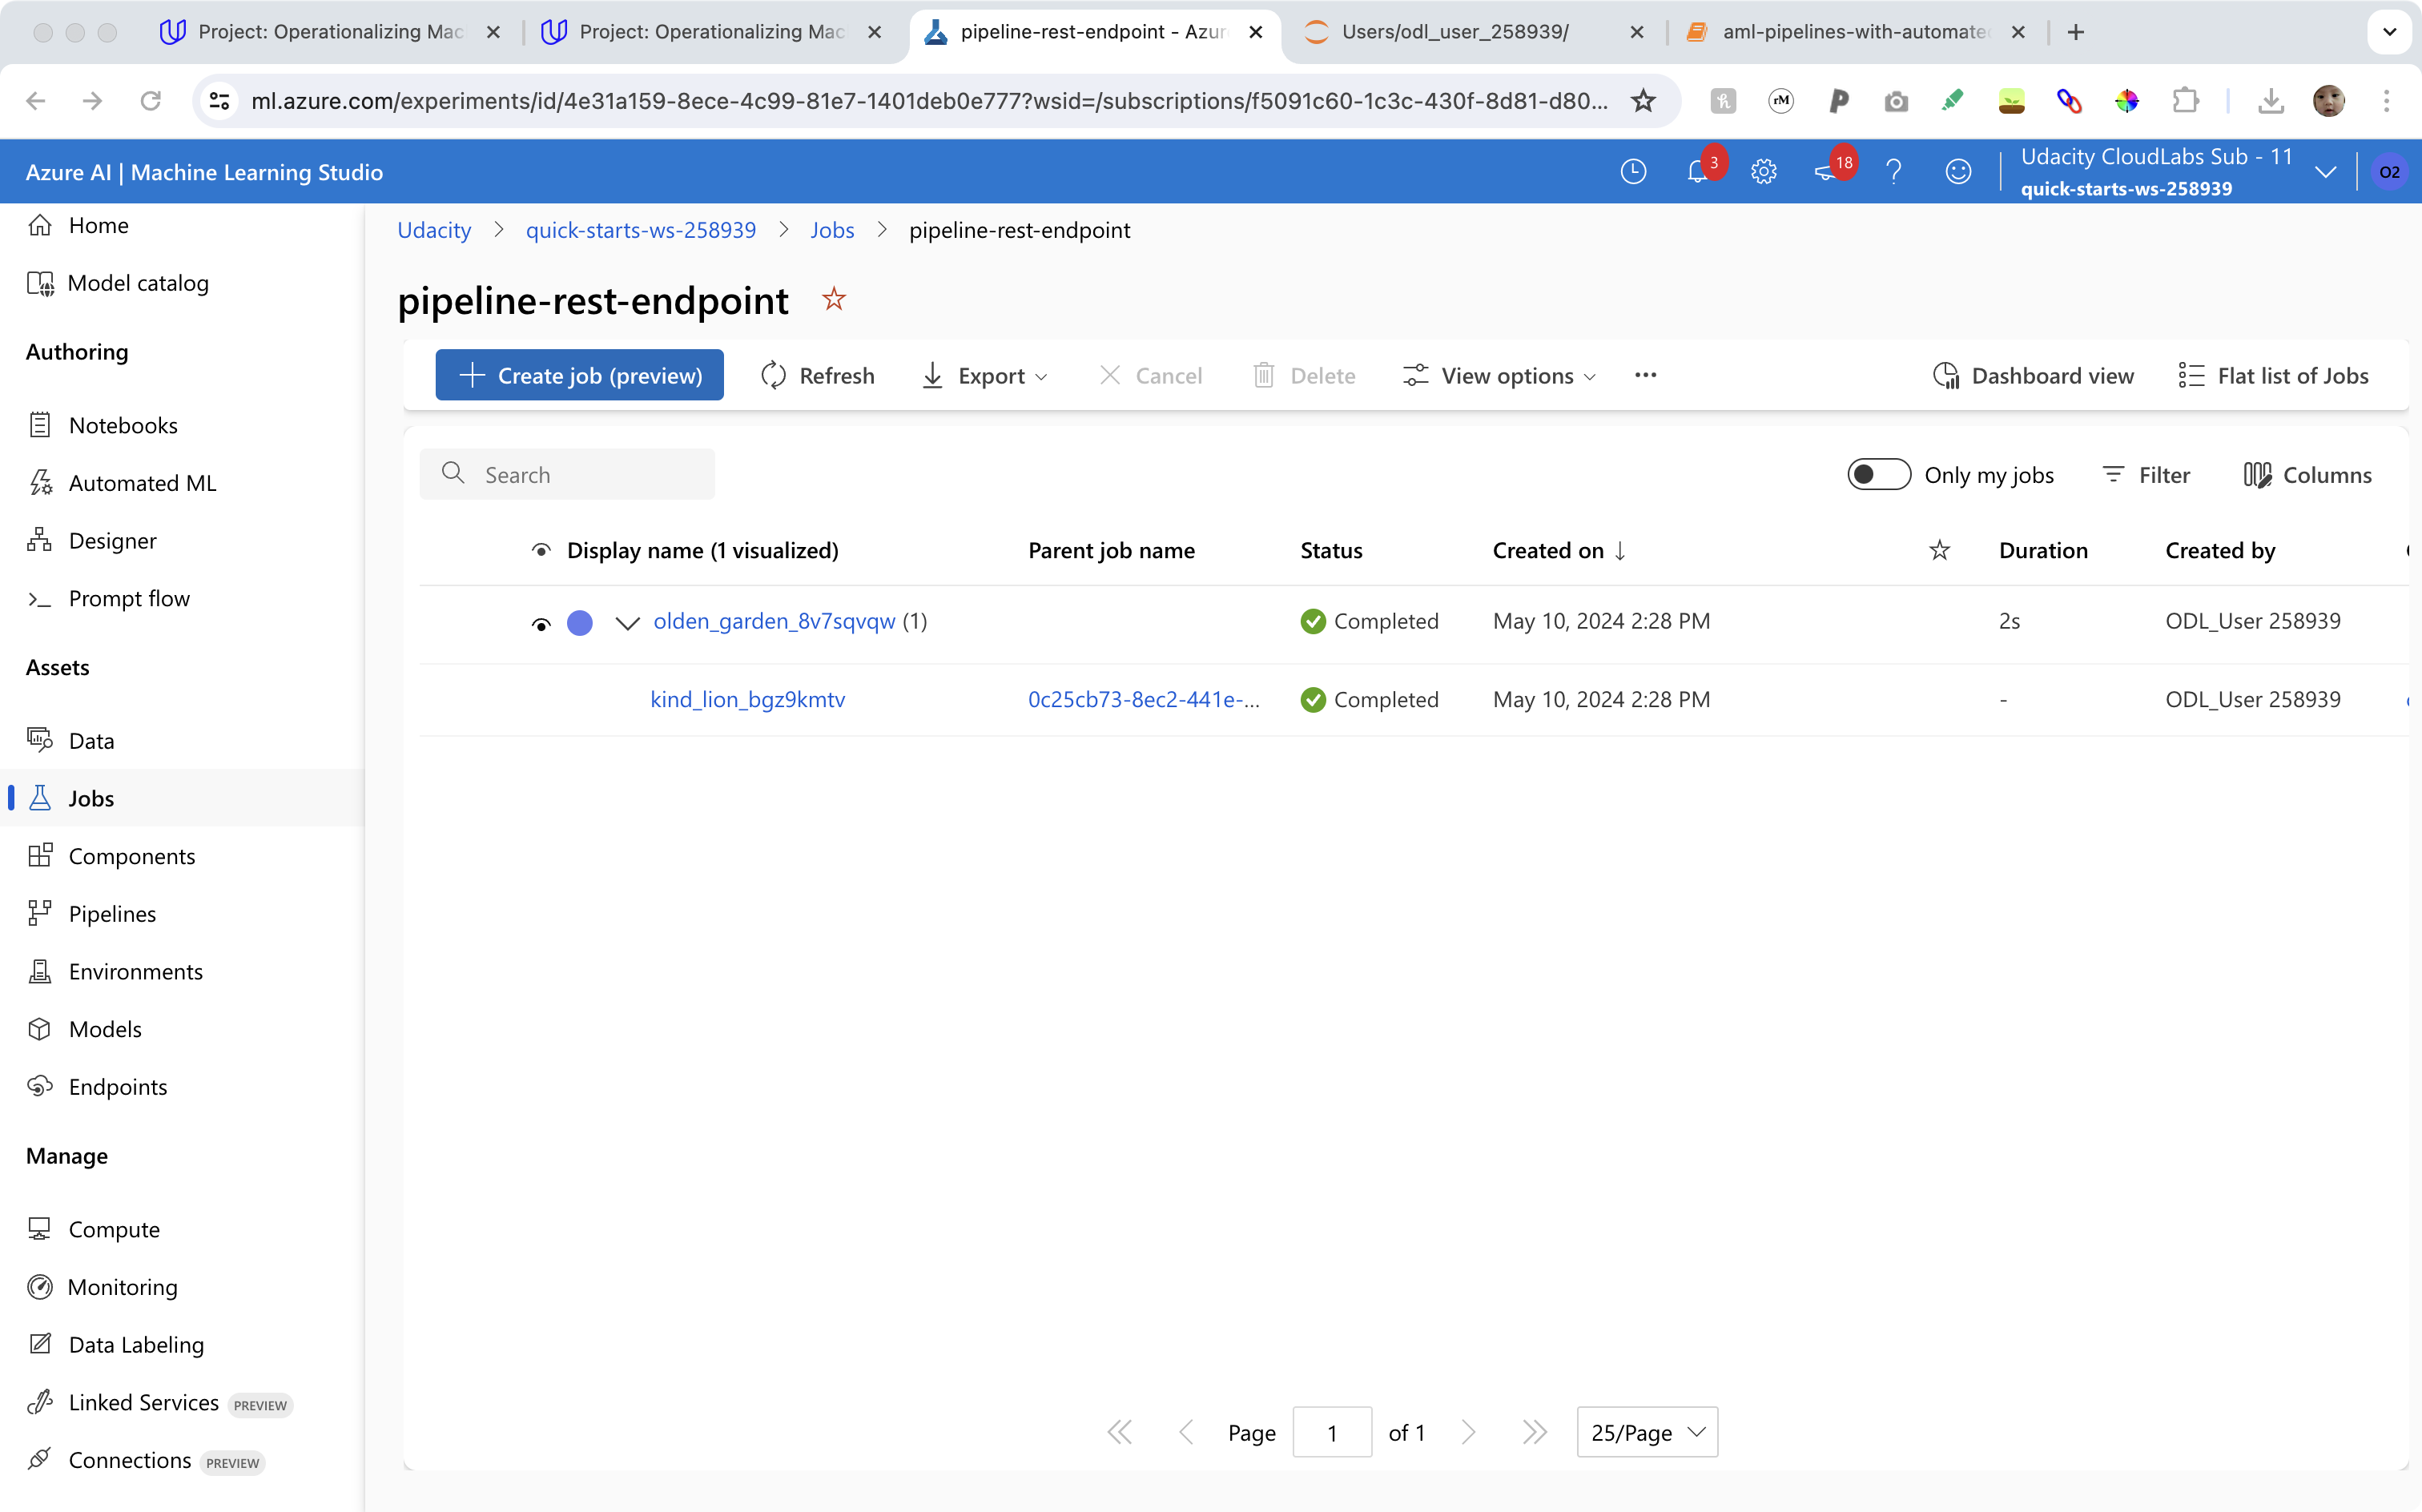 Project: Operationalizing Mac
Project: Operationalizing Mac
pipeline-rest-endpoint - Azur
Users/odl_user_258939/
aml-pipelines-with-automate
ml.azure.com/experiments/id/4e31a159-8ece-4c99-81e7-1401deb0e777?wsid=/subscriptions/f5091c60-1c3c-430f-8d81-d80...
rM
Azure AI | Machine Learning Studio
3
18
Udacity CloudLabs Sub - 11
quick-starts-ws-258939
O2
Home
Model catalog
Authoring
Notebooks
Automated ML
Designer
Prompt flow
Assets
Data
Jobs
Components
Pipelines
Environments
Models
Endpoints
Manage
Compute
Monitoring
Data Labeling
Linked Services PREVIEW
Connections PREVIEW
Udacity > quick-starts-ws-258939 > Jobs > pipeline-rest-endpoint
pipeline-rest-endpoint
Create job (preview) Refresh Export Cancel Delete View options ... Dashboard view Flat list of Jobs
Search Only my jobs Filter Columns
Display name (1 visualized) Parent job name Status Created on ↓ Duration Created by
olden_garden_8v7sqvqw (1) Completed May 10, 2024 2:28 PM 2s ODL_User 258939
kind_lion_bgz9kmtv 0c25cb73-8ec2-441e-... Completed May 10, 2024 2:28 PM - ODL_User 258939
Page 1 of 1 25/Page